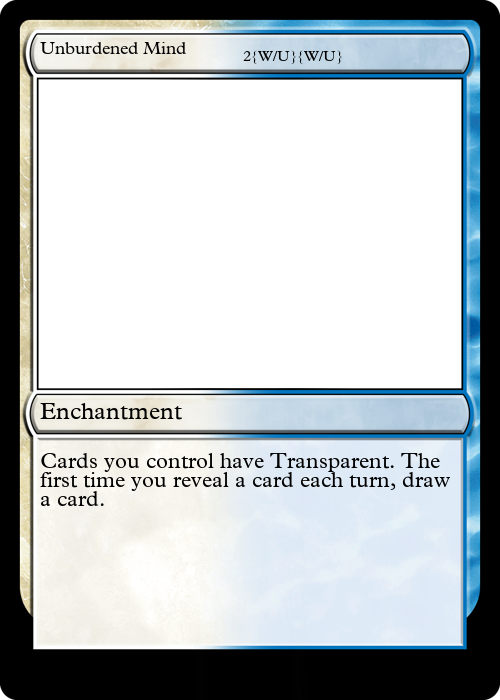 Unburdened Mind 2{W/U}{W/U}
Enchantment
Cards you control have Transparent. The
first time you reveal a card each turn, draw
a card.